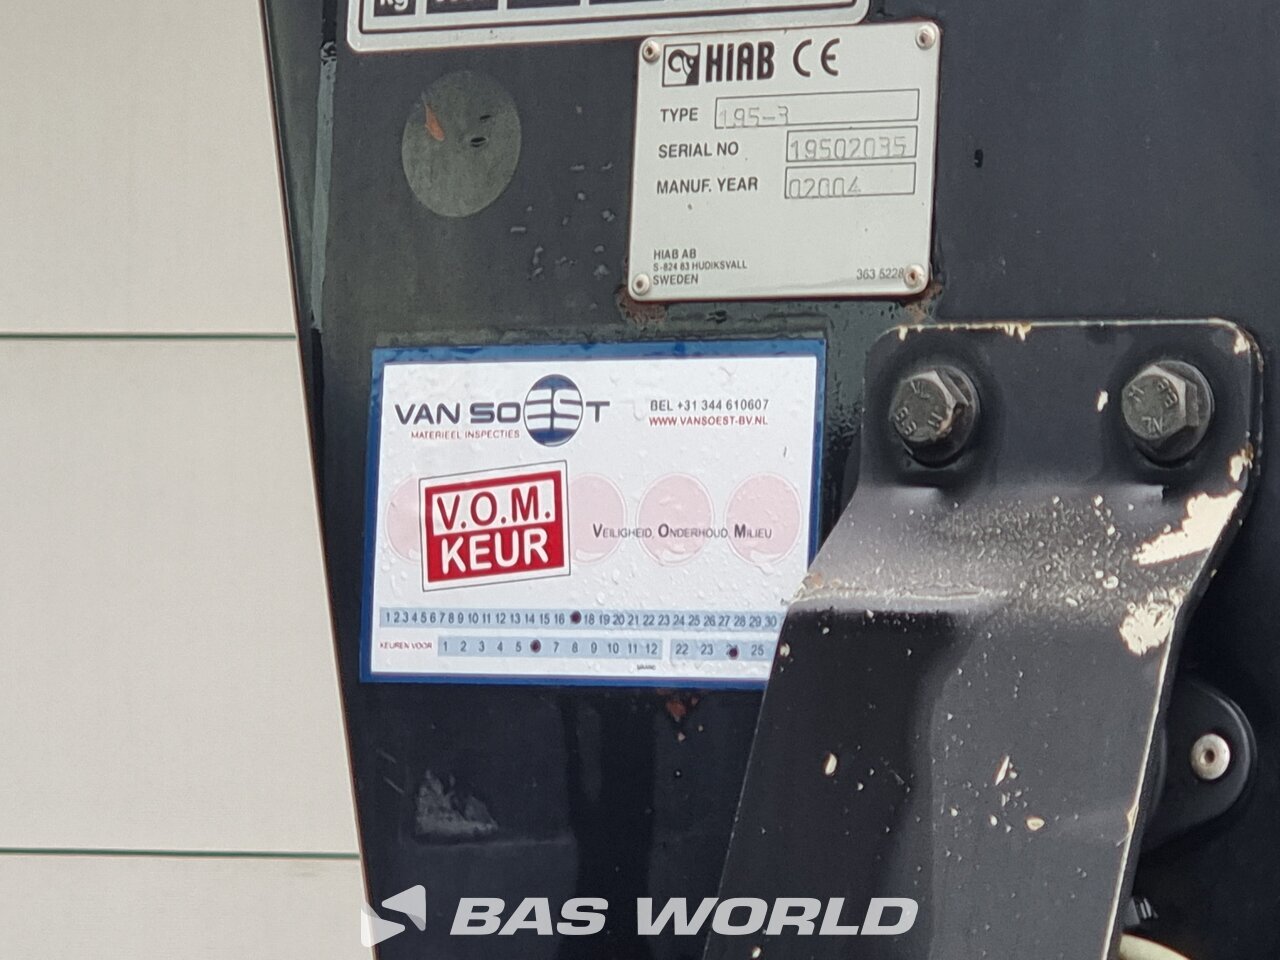 Kg
HIAB CE
TYPE 195-3
SERIAL NO 19502035
MANUF. YEAR 02004
HIAB AB
S-824 83 HUDIKSVALL
SWEDEN
363 5228
VAN SOEST
MATERIEEL INSPECTIES
BEL +31 344 610607
WWW.VANSOEST-BV.NL
V.O.M.
KEUR
VEILIGHEID, ONDERHOUD, MILIEU
1 2 3 4 5 6 7 8 9 10 11 12 13 14 15 16 18 19 20 21 22 23 24 25 26 27 28 29 30
KEUREN VOOR 1 2 3 4 5 7 8 9 10 11 12 22 23 25
MAAND
BAS WORLD